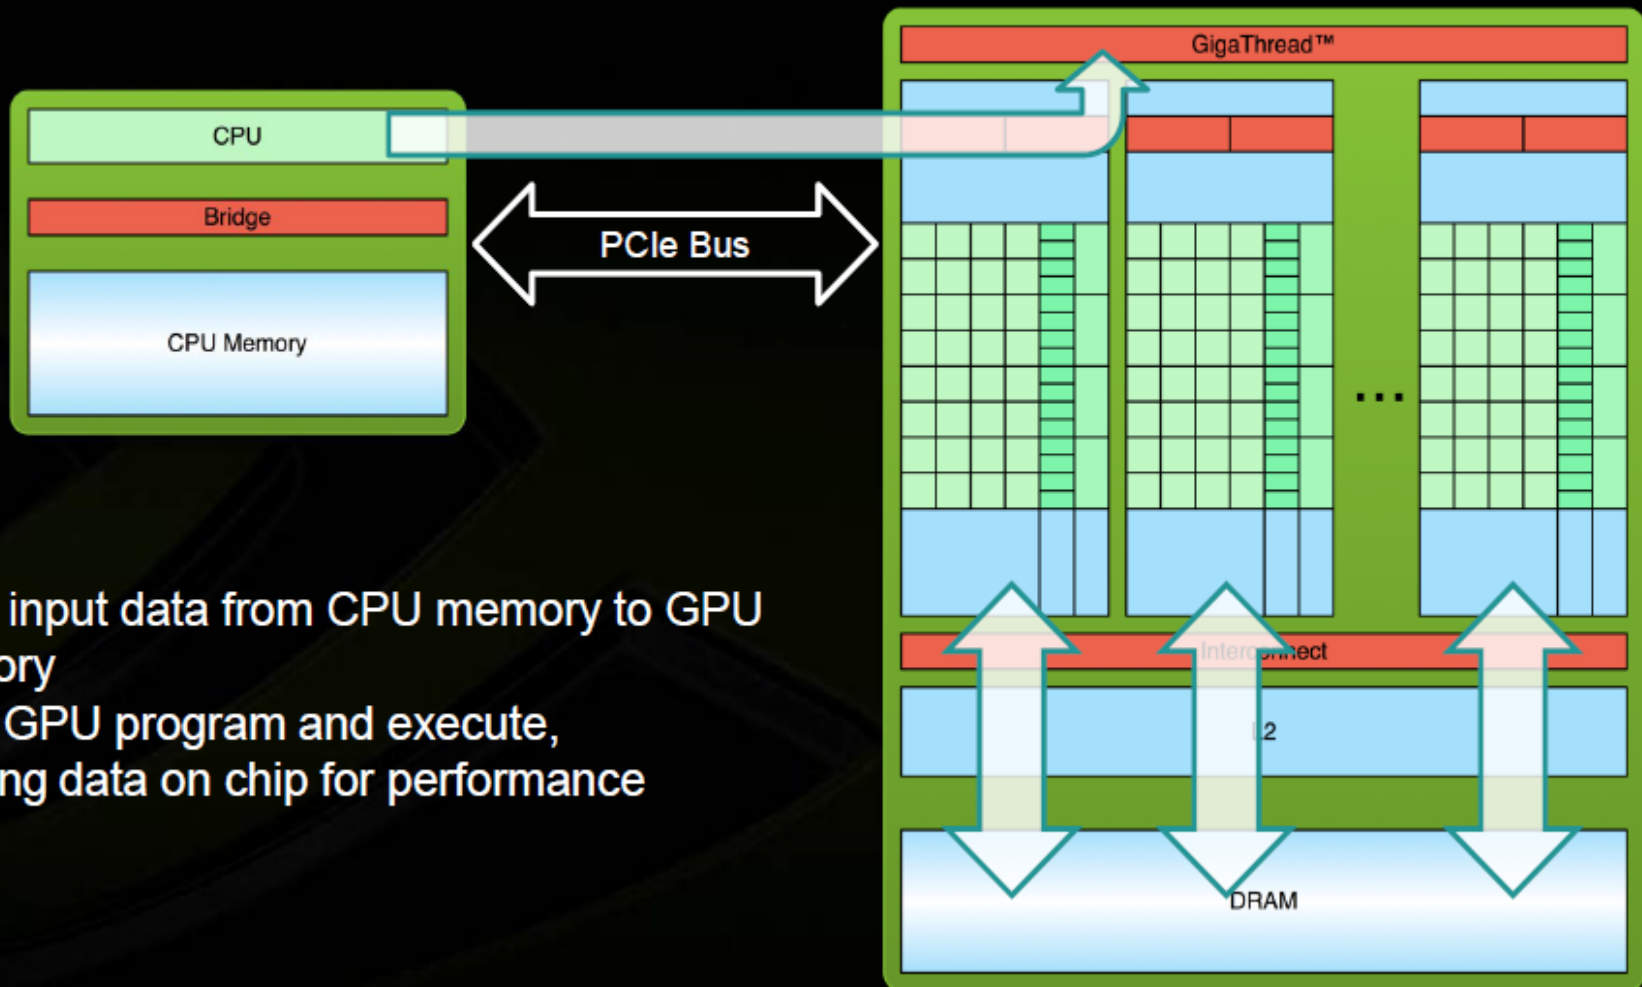 GigaThread™
CPU
Bridge
PCIe Bus
CPU Memory
...
input data from CPU memory to GPU
ory
GPU program and execute,
ng data on chip for performance
Interconnect
L2
DRAM